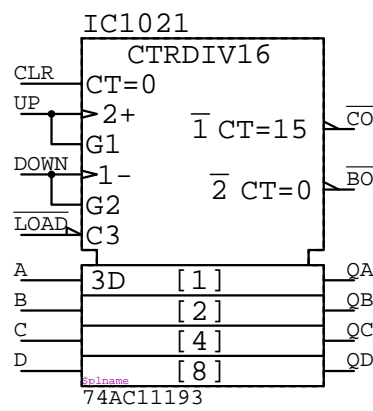 IC1021
CTRDIV16
CLR
CT=0
UP
2+
1 CT=15
CO
G1
DOWN
1-
2 CT=0
BO
G2
LOAD
C3
A
3D
[1]
QA
B
[2]
QB
C
[4]
QC
D
[8]
QD
$plname
74AC11193